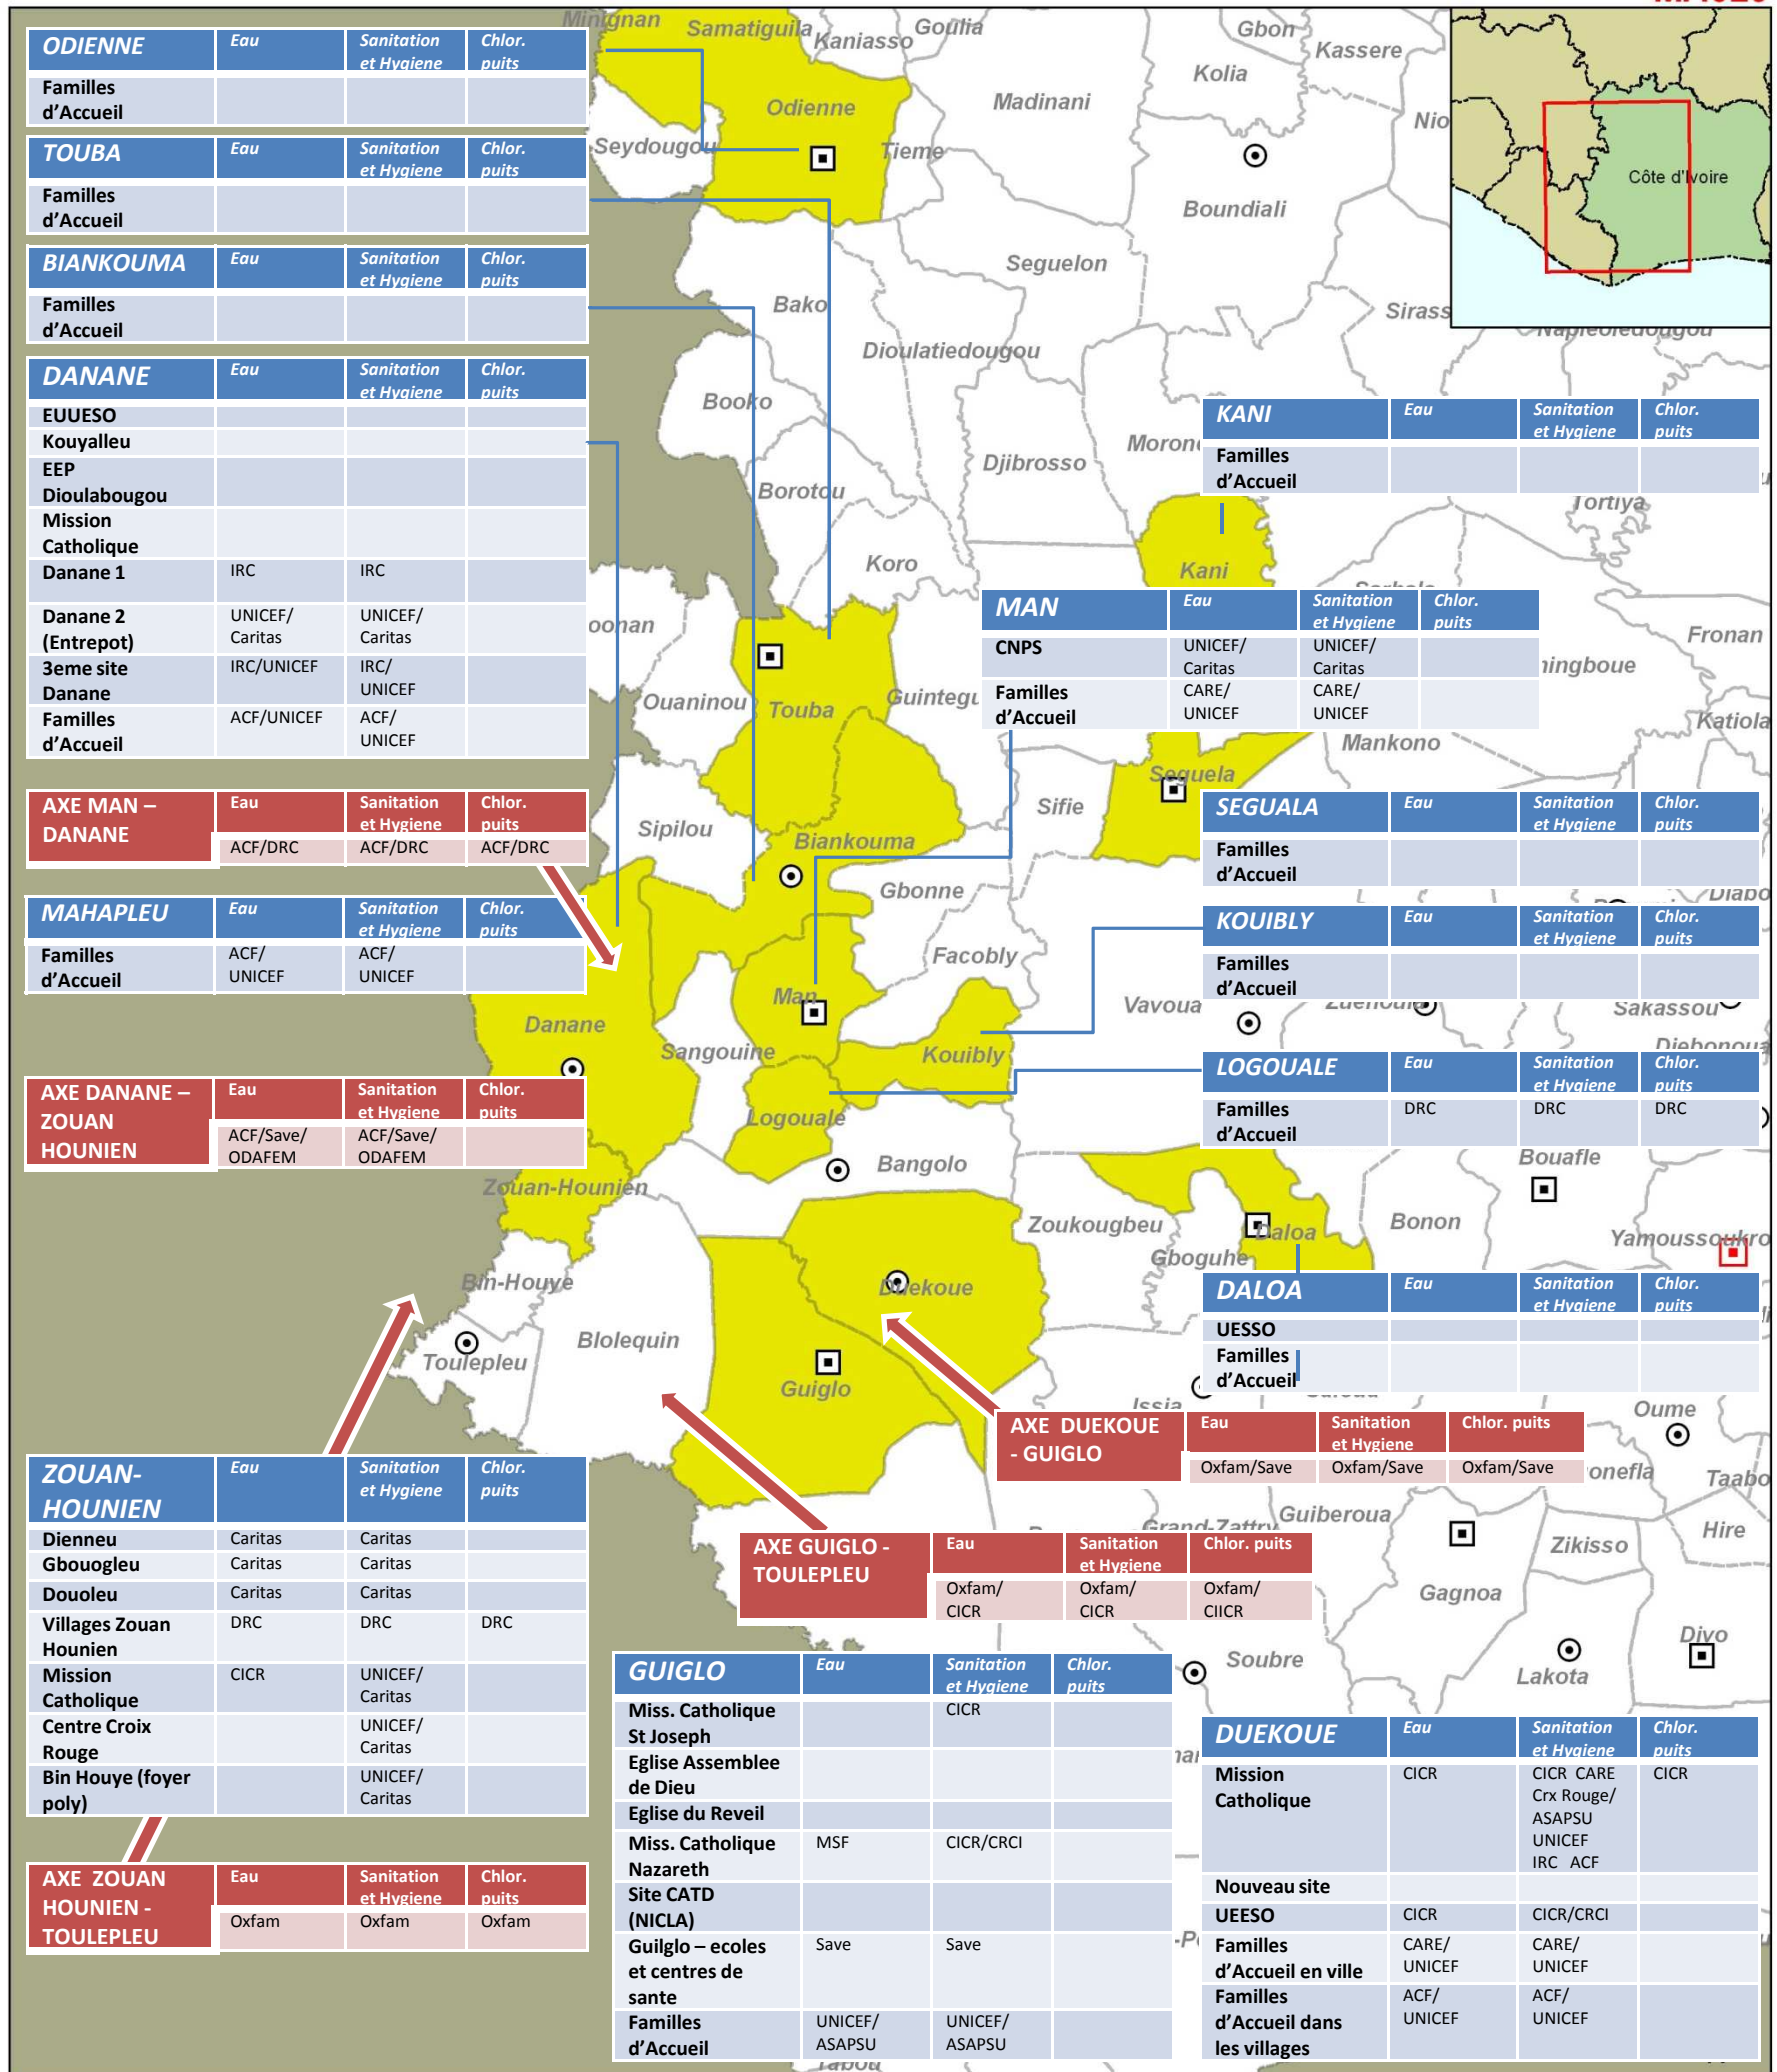 ODIENNE Eau Sanitation et Hygiene Chlor. puits
Familles d'Accueil
TOUBA Eau Sanitation et Hygiene Chlor. puits
Familles d'Accueil
BIANKOUMA Eau Sanitation et Hygiene Chlor. puits
Familles d'Accueil
DANANE Eau Sanitation et Hygiene Chlor. puits
EUUESO
Kouyalleu
EEP Dioulabougou
Mission Catholique
Danane 1 IRC IRC
Danane 2 (Entrepot) UNICEF/ Caritas UNICEF/ Caritas
3eme site Danane IRC/UNICEF IRC/ UNICEF
Familles d'Accueil ACF/UNICEF ACF/ UNICEF
AXE MAN – DANANE Eau Sanitation et Hygiene Chlor. puits
ACF/DRC ACF/DRC ACF/DRC
MAHAPLEU Eau Sanitation et Hygiene Chlor. puits
Familles d'Accueil ACF/ UNICEF ACF/ UNICEF
AXE DANANE – ZOUAN HOUNIEN Eau Sanitation et Hygiene Chlor. puits
ACF/Save/ ODAFEM ACF/Save/ ODAFEM
ZOUAN-HOUNIEN Eau Sanitation et Hygiene Chlor. puits
Dienneu Caritas Caritas
Gbouogleu Caritas Caritas
Douoleu Caritas Caritas
Villages Zouan Hounien DRC DRC DRC
Mission Catholique CICR UNICEF/ Caritas
Centre Croix Rouge UNICEF/ Caritas
Bin Houye (foyer poly) UNICEF/ Caritas
AXE ZOUAN HOUNIEN - TOULEPLEU Eau Sanitation et Hygiene Chlor. puits
Oxfam Oxfam Oxfam
KANI Eau Sanitation et Hygiene Chlor. puits
Familles d'Accueil
MAN Eau Sanitation et Hygiene Chlor. puits
CNPS UNICEF/ Caritas UNICEF/ Caritas
Familles d'Accueil CARE/ UNICEF CARE/ UNICEF
SEGUALA Eau Sanitation et Hygiene Chlor. puits
Familles d'Accueil
KOUIBLY Eau Sanitation et Hygiene Chlor. puits
Familles d'Accueil
LOGOUALE Eau Sanitation et Hygiene Chlor. puits
Familles d'Accueil DRC DRC DRC
DALOA Eau Sanitation et Hygiene Chlor. puits
UESSO
Familles d'Accueil
AXE DUEKOUE - GUIGLO Eau Sanitation et Hygiene Chlor. puits
Oxfam/Save Oxfam/Save Oxfam/Save
AXE GUIGLO - TOULEPLEU Eau Sanitation et Hygiene Chlor. puits
Oxfam/ CICR Oxfam/ CICR Oxfam/ CIICR
GUIGLO Eau Sanitation et Hygiene Chlor. puits
Miss. Catholique St Joseph CICR
Eglise Assemblee de Dieu
Eglise du Reveil
Miss. Catholique Nazareth MSF CICR/CRCI
Site CATD (NICLA)
Guilglo – ecoles et centres de sante Save Save
Familles d'Accueil UNICEF/ ASAPSU UNICEF/ ASAPSU
DUEKOUE Eau Sanitation et Hygiene Chlor. puits
Mission Catholique CICR CICR CARE Crx Rouge/ ASAPSU UNICEF IRC ACF CICR
Nouveau site
UEESO CICR CICR/CRCI
Familles d'Accueil en ville CARE/ UNICEF CARE/ UNICEF
Familles d'Accueil dans les villages ACF/ UNICEF ACF/ UNICEF
Minignan
Samatiguila
Kaniasso
Goulia
Gbon
Kassere
Kolia
Madinani
Odienne
Seydougou
Tieme
Nio
Côte d'Ivoire
Boundiali
Seguelon
Bako
Sirass
Napieoledougou
Dioulatiedougou
Booko
Moron
Djibrosso
Borotou
Tortiya
Koro
Kani
oonan
Fronan
ningboue
Ouaninou
Touba
Guintegu
Katiola
Mankono
Seguela
Sifie
Sipilou
Biankouma
Gbonne
Diabo
Facobly
Man
Vavoua
Zuenoula
Sakassou
Danane
Sangouine
Kouibly
Diebonoua
Logouale
Bangolo
Bouafle
Zouan-Hounien
Zoukougbeu
Daloa
Bonon
Yamoussoukro
Gboguhe
Bin-Houye
Duekoue
Blolequin
Toulepleu
Guiglo
Issia
Oume
onefla
Taabo
Grand-Zattry
Guiberoua
Zikisso
Hire
Gagnoa
Divo
Soubre
Lakota
Tabou